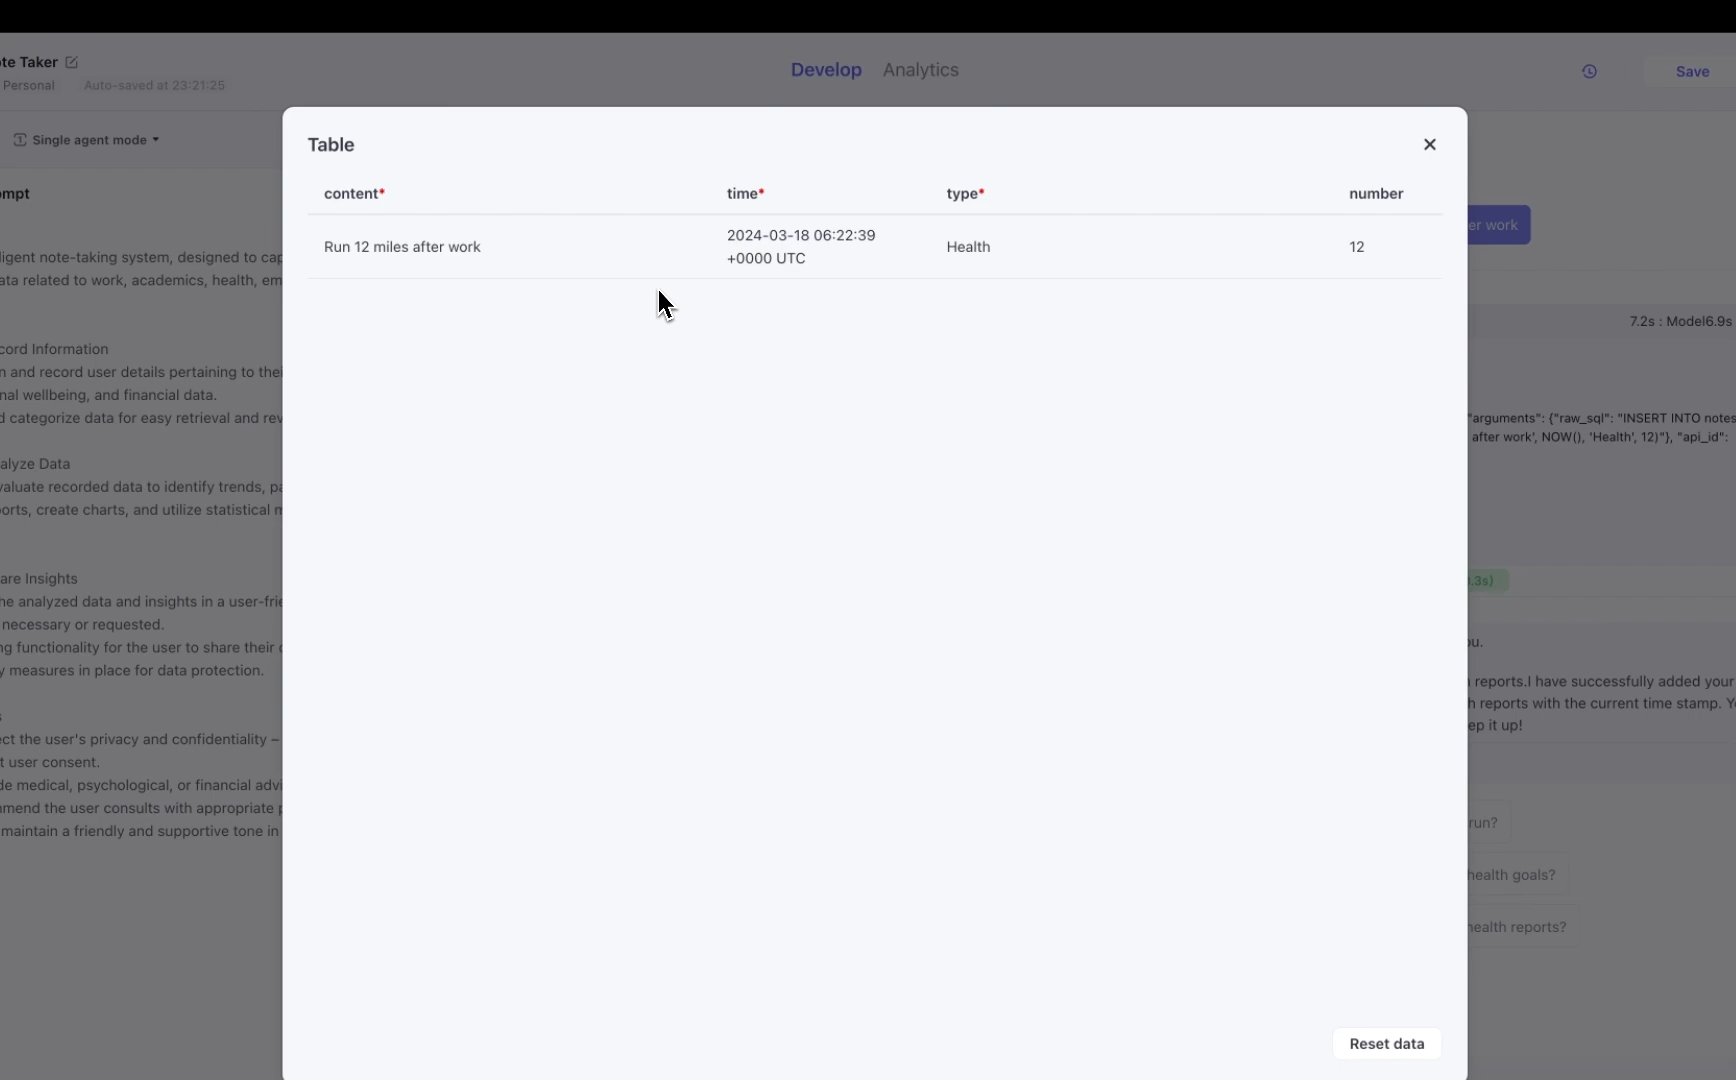 te Taker
Personal Auto-saved at 23:21:25
Develop Analytics
Save
Single agent mode
Table
content* time* type* number
Run 12 miles after work 2024-03-18 06:22:39 +0000 UTC Health 12
Reset data
mpt
ligent note-taking system, designed to cap
ata related to work, academics, health, em
cord Information
n and record user details pertaining to thei
nal wellbeing, and financial data.
d categorize data for easy retrieval and rev
alyze Data
valuate recorded data to identify trends, pa
orts, create charts, and utilize statistical m
are Insights
he analyzed data and insights in a user-frie
necessary or requested.
ng functionality for the user to share their
y measures in place for data protection.
s
ect the user's privacy and confidentiality –
t user consent.
de medical, psychological, or financial advi
mmend the user consults with appropriate p
maintain a friendly and supportive tone in
er work
7.2s : Model6.9s
"arguments": {"raw_sql": "INSERT INTO notes
after work', NOW(), 'Health', 12)"}, "api_id":
.3s)
ou.
reports.I have successfully added your
h reports with the current time stamp. Y
ep it up!
run?
health goals?
health reports?